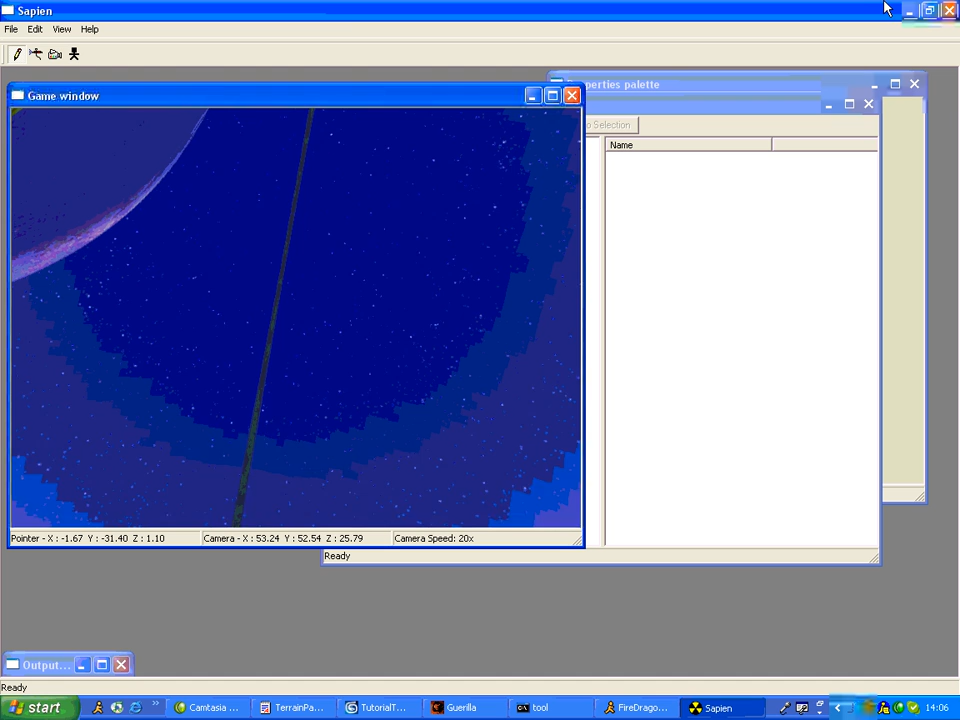 Sapien
File Edit View Help
Properties palette
Game window
o Selection
Name
Pointer - X : -1.67 Y : -31.40 Z : 1.10 Camera - X : 53.24 Y : 52.54 Z : 25.79 Camera Speed: 20x
Ready
Output...
Ready
start Camtasia ... TerrainPa... TutorialT... Guerilla tool FireDrago... Sapien 14:06